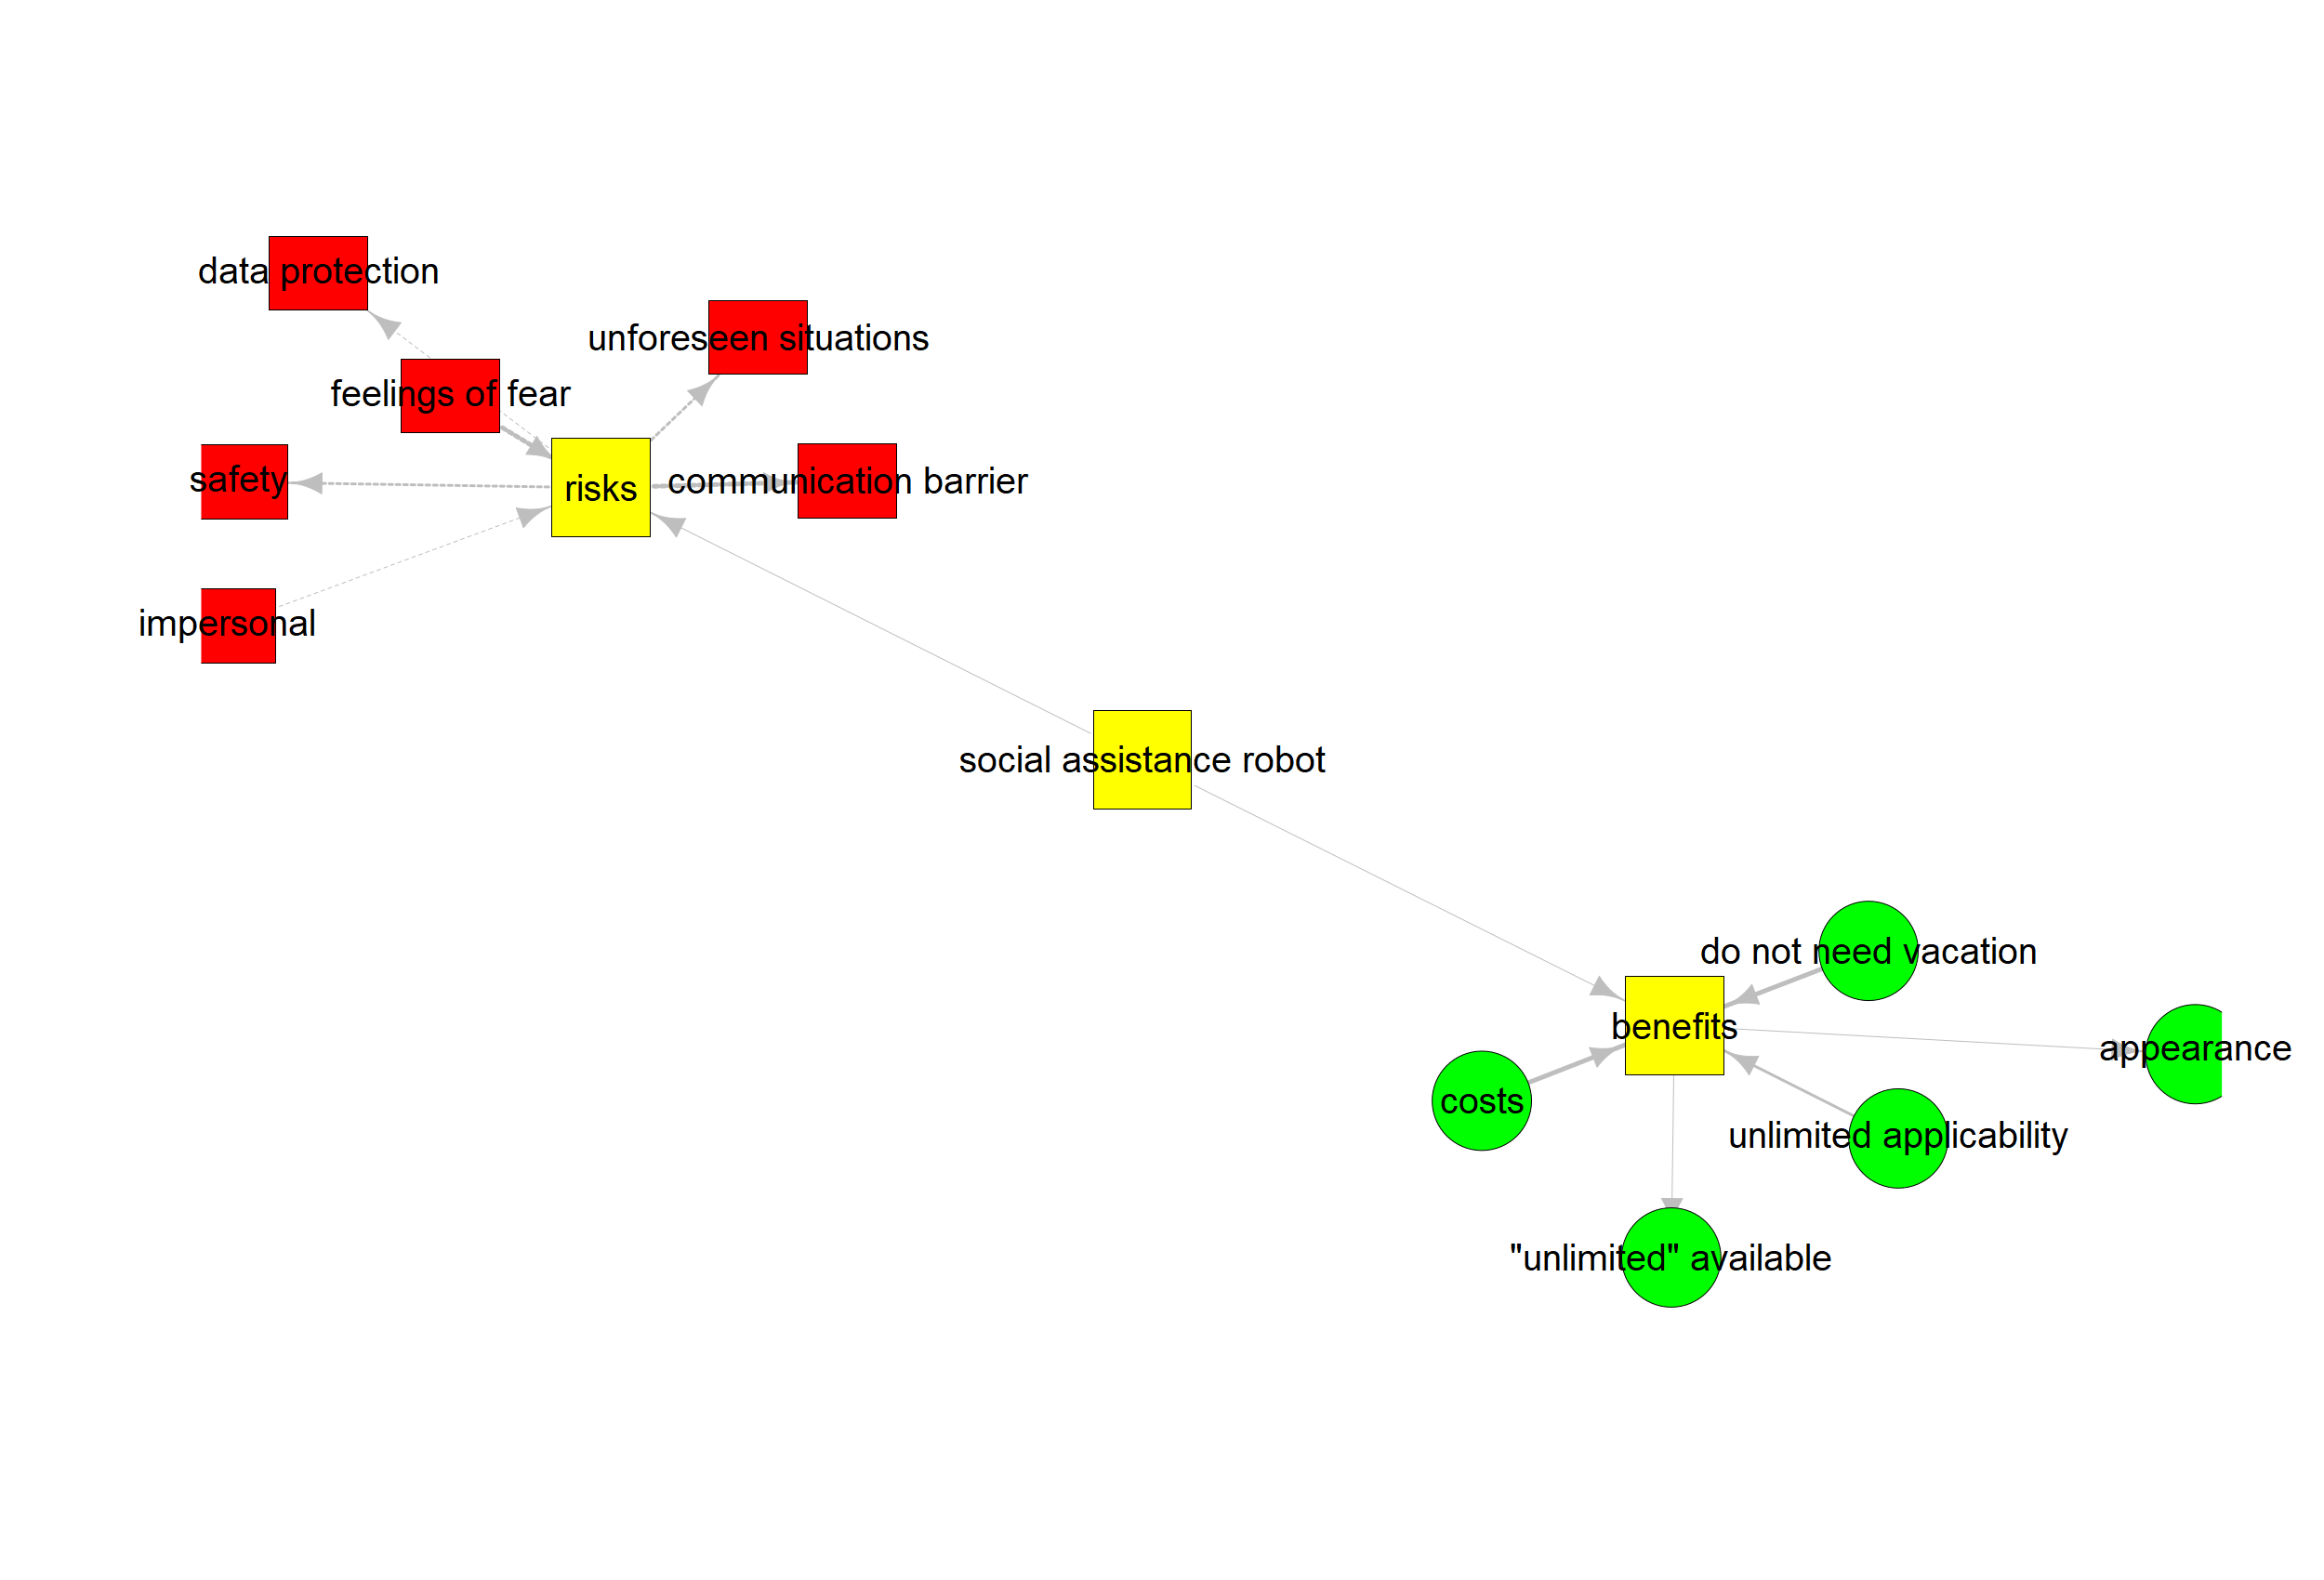 data protection
unforeseen situations
feelings of fear
safety
risks
communication barrier
impersonal
social assistance robot
do not need vacation
benefits
appearance
costs
unlimited applicability
"unlimited" available